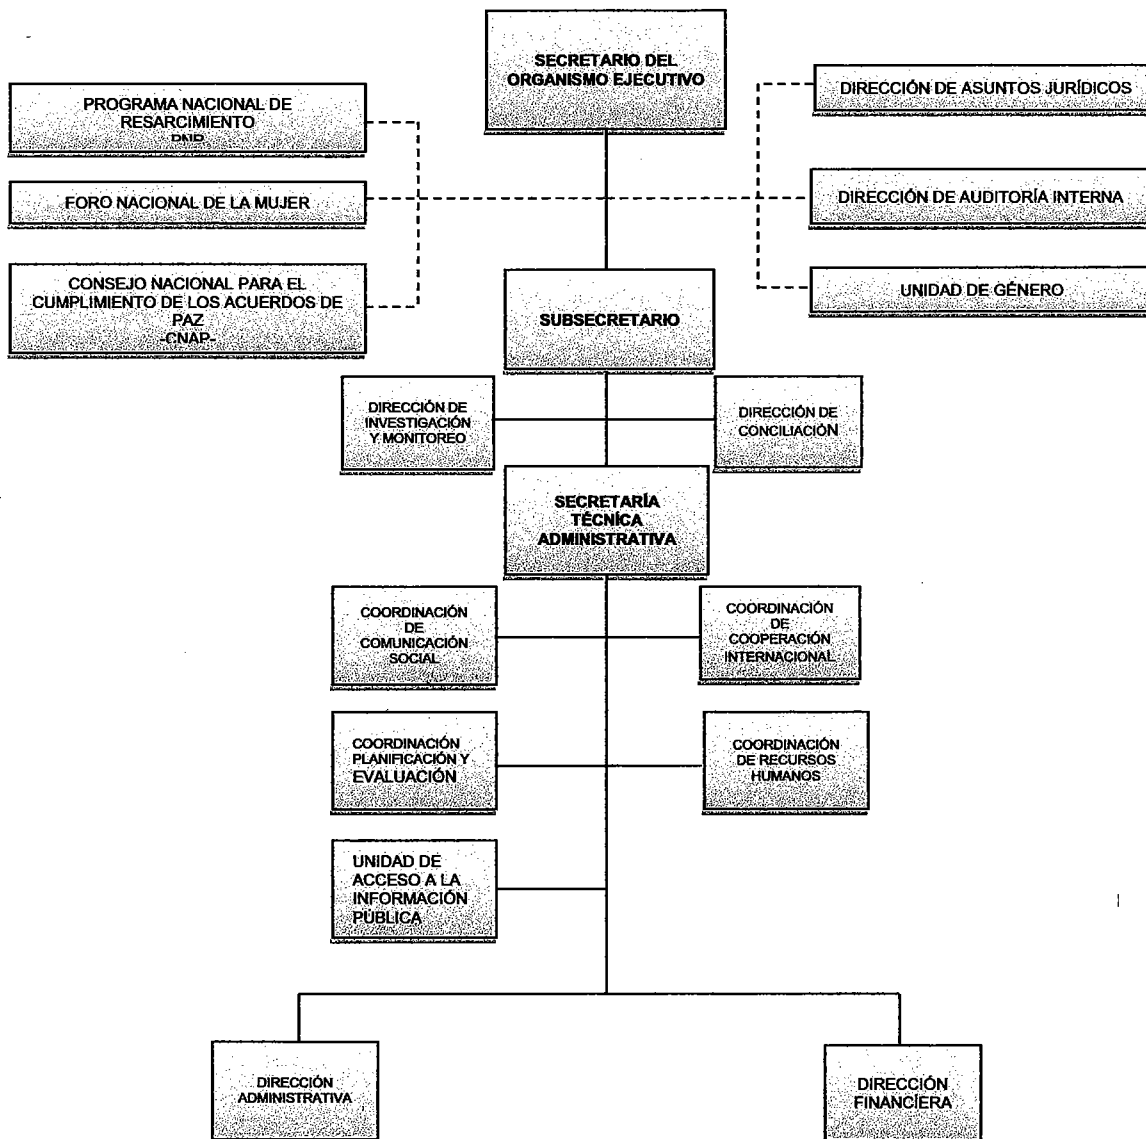 SECRETARIO DEL
ORGANISMO EJECUTIVO
PROGRAMA NACIONAL DE
RESARCIMIENTO
PNR
FORO NACIONAL DE LA MUJER
CONSEJO NACIONAL PARA EL
CUMPLIMIENTO DE LOS ACUERDOS DE
PAZ
-CNAP-
DIRECCIÓN DE ASUNTOS JURÍDICOS
DIRECCIÓN DE AUDITORÍA INTERNA
UNIDAD DE GÉNERO
SUBSECRETARIO
DIRECCIÓN DE
INVESTIGACIÓN
Y MONITOREO
DIRECCIÓN DE
CONCILIACIÓN
SECRETARÍA
TÉCNICA
ADMINISTRATIVA
COORDINACIÓN
DE
COMUNICACIÓN
SOCIAL
COORDINACIÓN
DE
COOPERACIÓN
INTERNACIONAL
COORDINACIÓN
PLANIFICACIÓN Y
EVALUACIÓN
COORDINACIÓN
DE RECURSOS
HUMANOS
UNIDAD DE
ACCESO A LA
INFORMACIÓN
PÚBLICA
DIRECCIÓN
ADMINISTRATIVA
DIRECCIÓN
FINANCIERA